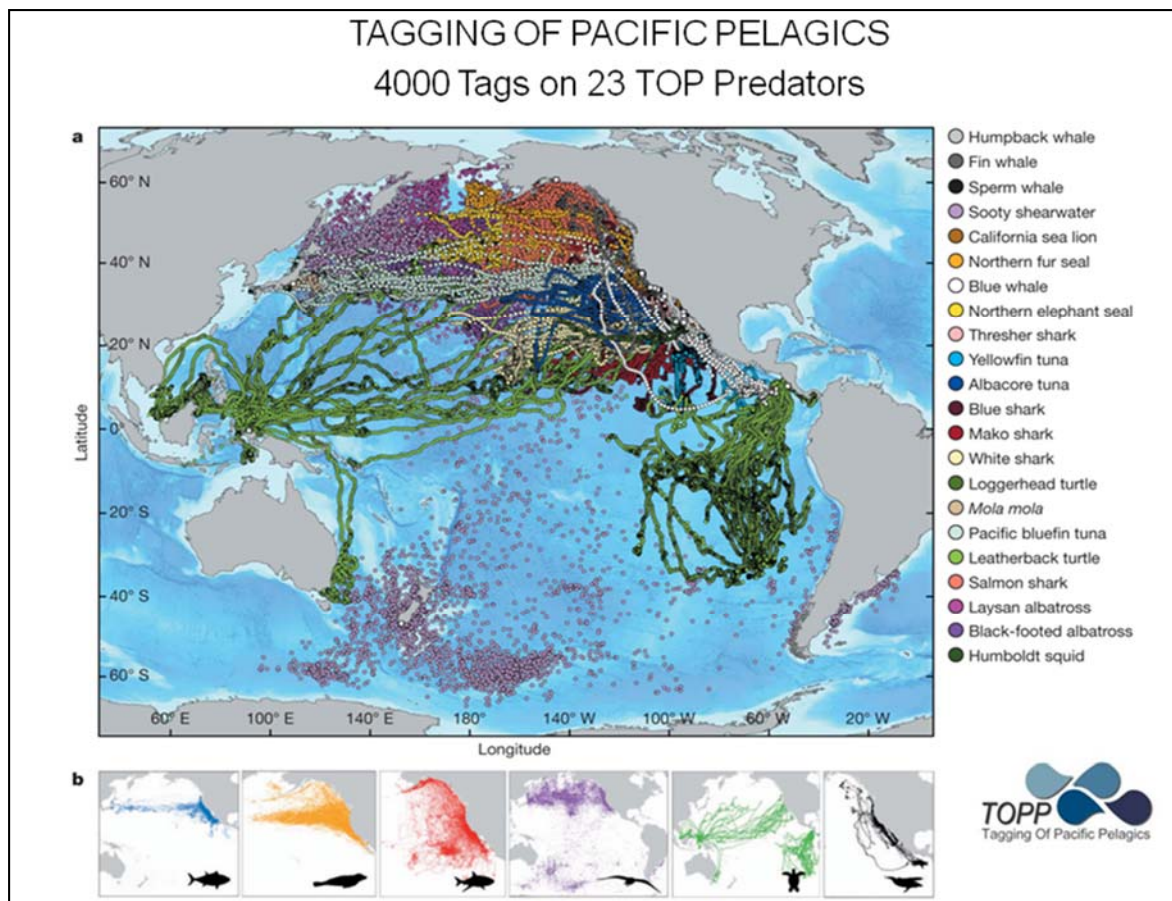 TAGGING OF PACIFIC PELAGICS
4000 Tags on 23 TOP Predators
a
60° N
40° N
20° N
0°
20° S
40° S
60° S
Latitude
60° E
100° E
140° E
180°
140° W
100° W
60° W
20° W
Longitude
Humpback whale
Fin whale
Sperm whale
Sooty shearwater
California sea lion
Northern fur seal
Blue whale
Northern elephant seal
Thresher shark
Yellowfin tuna
Albacore tuna
Blue shark
Mako shark
White shark
Loggerhead turtle
Mola mola
Pacific bluefin tuna
Leatherback turtle
Salmon shark
Laysan albatross
Black-footed albatross
Humboldt squid
b
TOPP
Tagging Of Pacific Pelagics